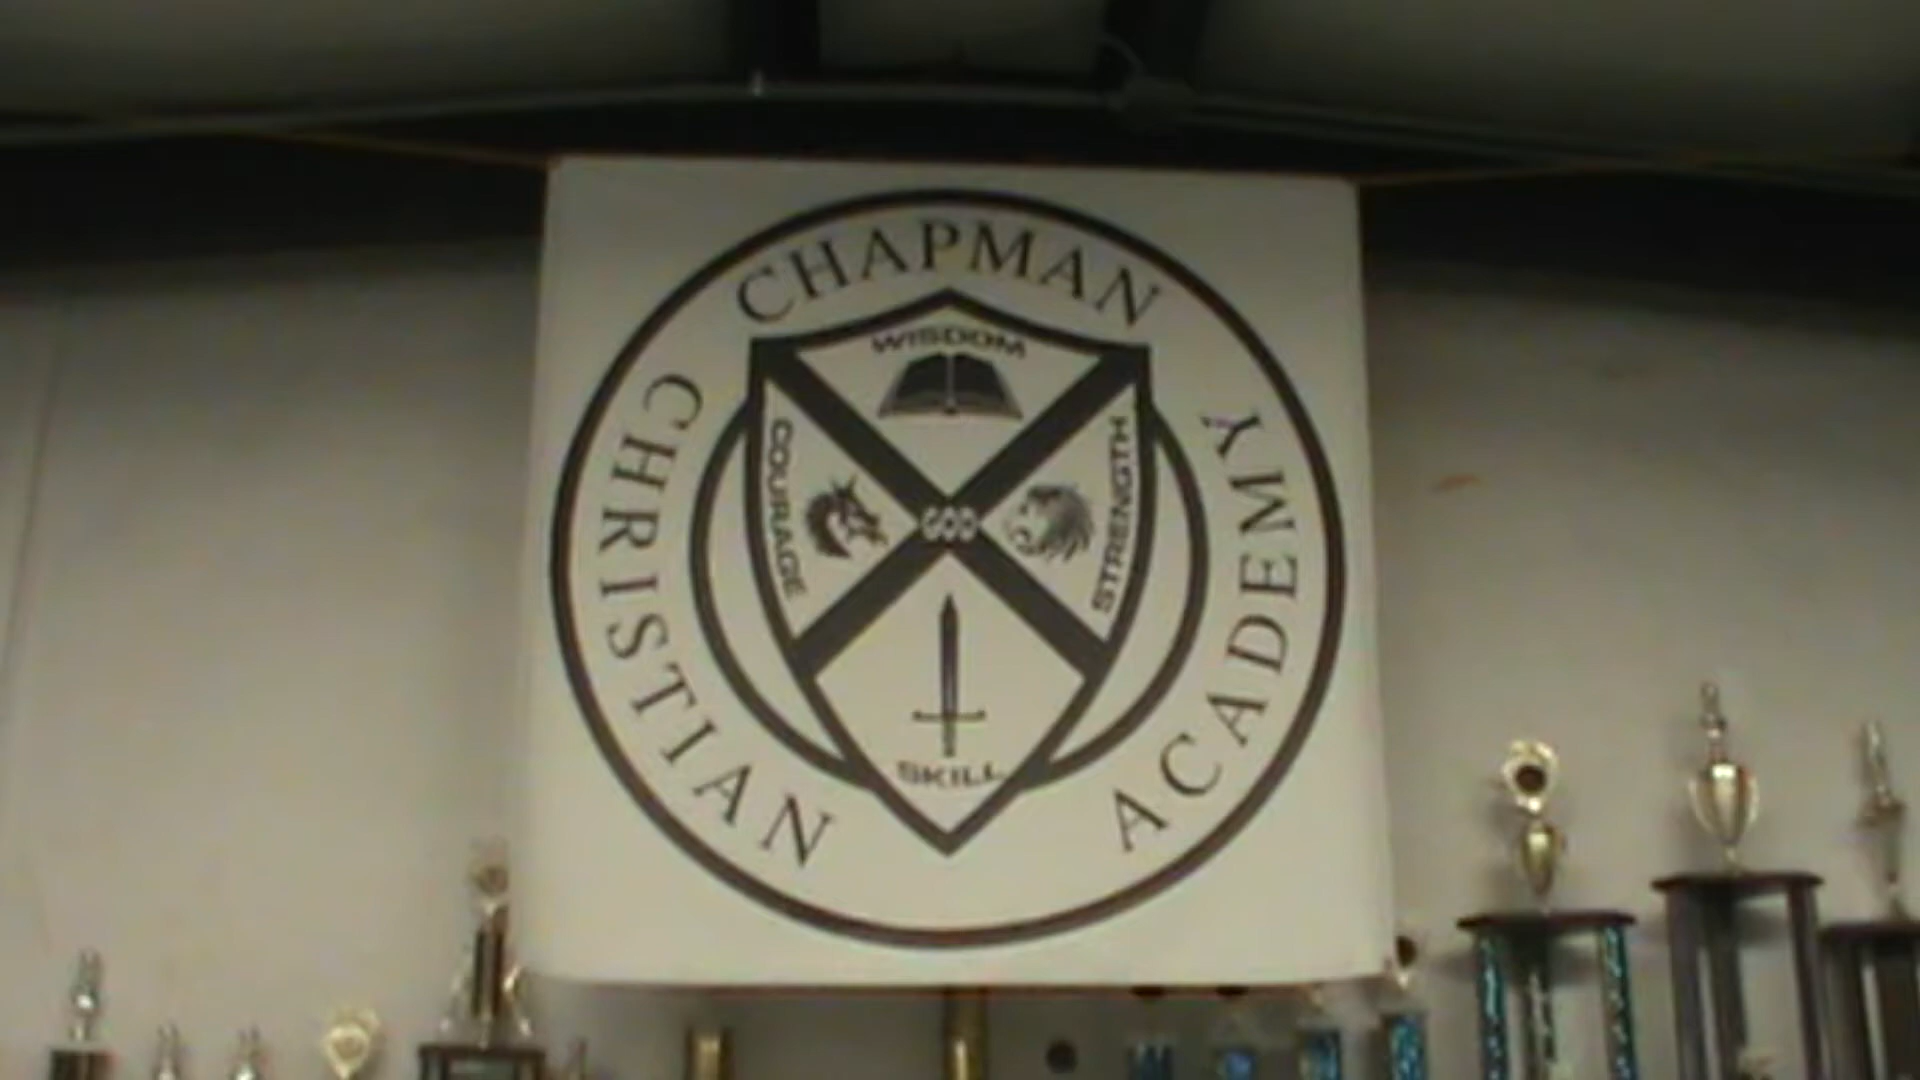 CHAPMAN
CHRISTIAN
ACADEMY
WISDOM
COURAGE
GOD
STRENGTH
SKILL